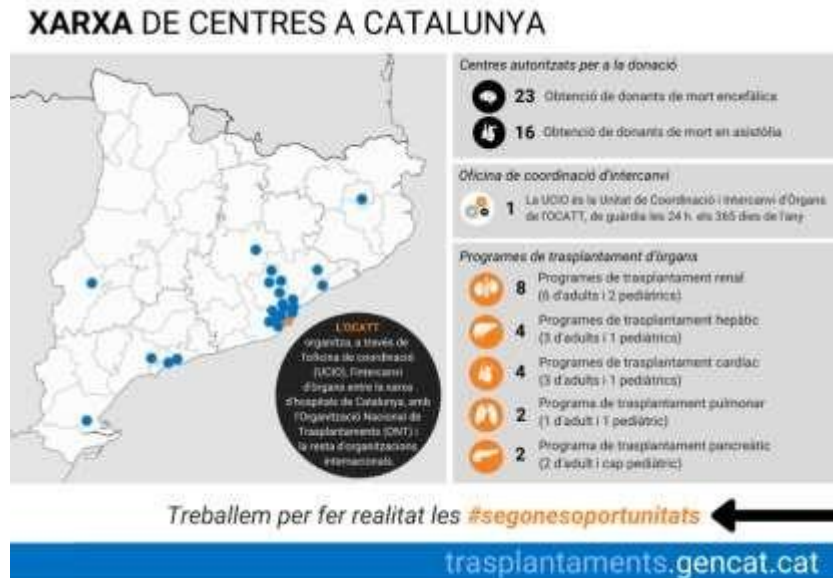 XARXA DE CENTRES A CATALUNYA
Centres autoritzats per a la donació
23 Obtenció de donants de mort encefàlica
16 Obtenció de donants de mort en asistòlia
Oficina de coordinació d'intercanvi
1 La UCIO és la Unitat de Coordinació i Intercanvi d'Òrgans
de l'OCATT, de guàrdia les 24 h. els 365 dies de l'any
Programes de trasplantament d'òrgans
8 Programes de trasplantament renal
(6 d'adults i 2 pediàtrics)
4 Programes de trasplantament hepàtic
(3 d'adults i 1 pediàtrics)
4 Programes de trasplantament cardíac
(3 d'adults i 1 pediàtrics)
2 Programa de trasplantament pulmonar
(1 d'adult i 1 pediàtric)
2 Programa de trasplantament pancreàtic
(2 d'adult i cap pediàtric)
L'OCATT
organitza, a través de
l'oficina de coordinació
(UCIO), l'intercanvi
d'òrgans entre la xarxa
d'hospitals de Catalunya, amb
l'Organització Nacional de
Trasplantaments (ONT) i
la resta d'organitzacions
internacionals.
Treballem per fer realitat les #segonesoportunitats
trasplantaments.gencat.cat